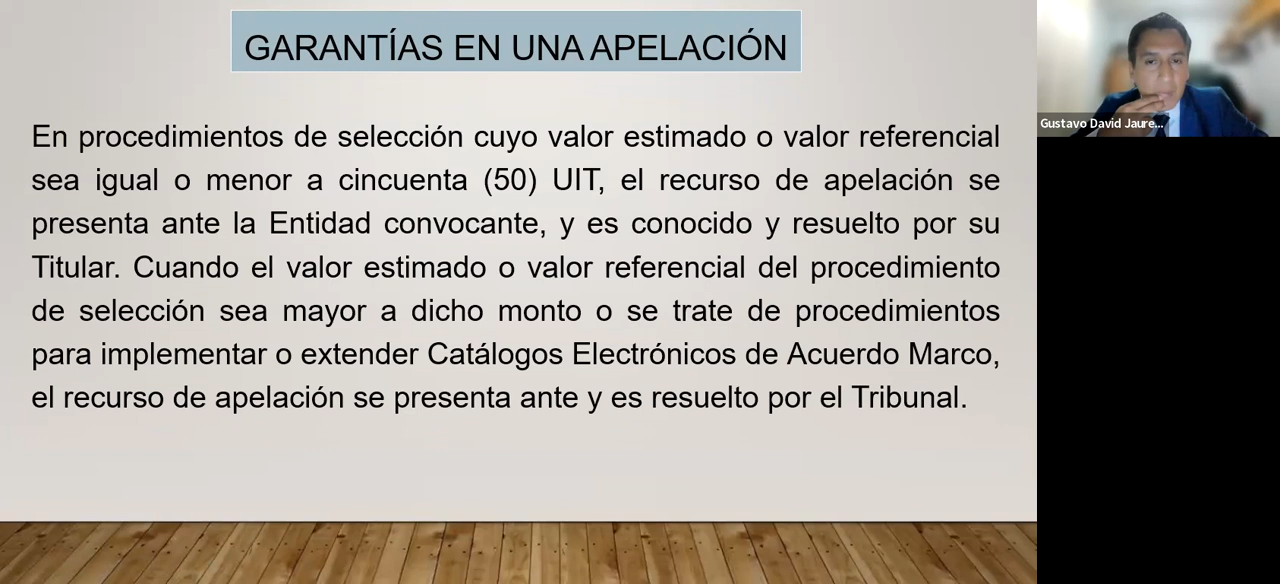 GARANTÍAS EN UNA APELACIÓN
En procedimientos de selección cuyo valor estimado o valor referencial
sea igual o menor a cincuenta (50) UIT, el recurso de apelación se
presenta ante la Entidad convocante, y es conocido y resuelto por su
Titular. Cuando el valor estimado o valor referencial del procedimiento
de selección sea mayor a dicho monto o se trate de procedimientos
para implementar o extender Catálogos Electrónicos de Acuerdo Marco,
el recurso de apelación se presenta ante y es resuelto por el Tribunal.
Gustavo David Jaure...